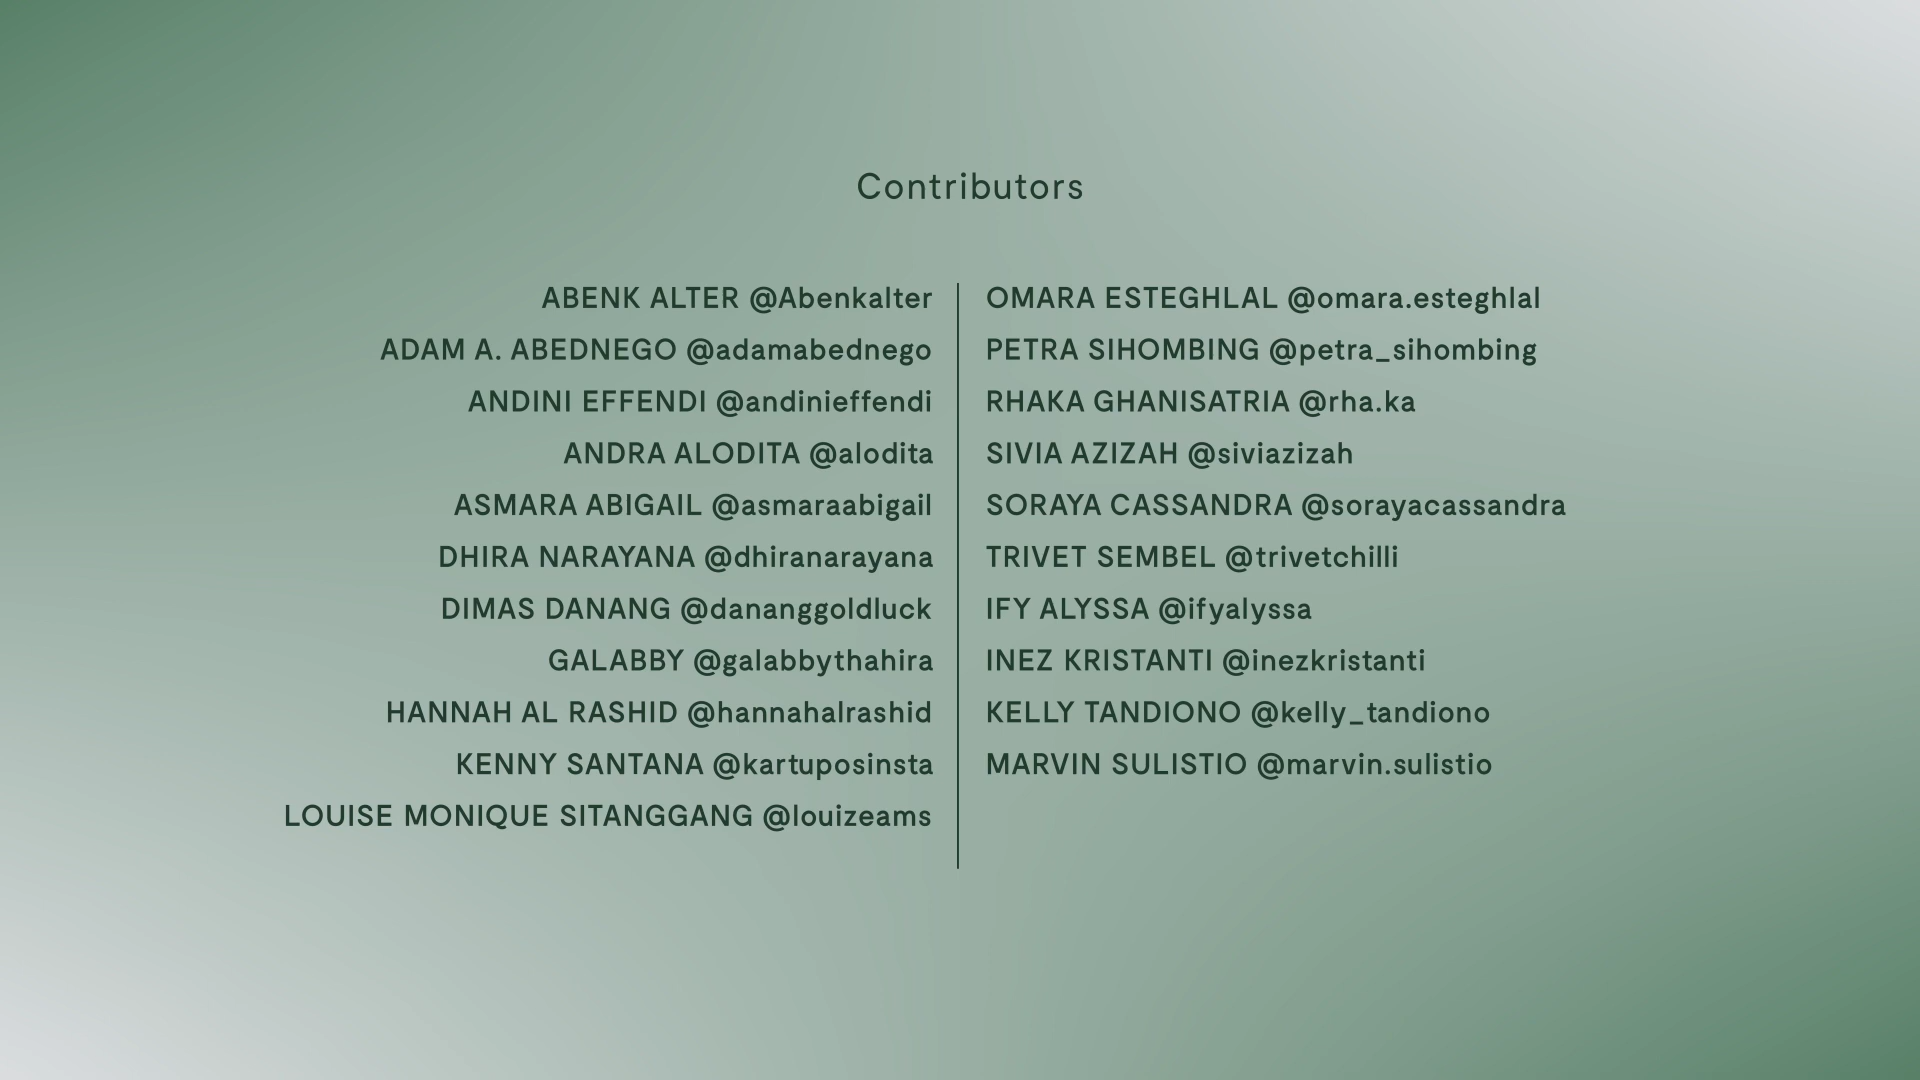 Contributors
ABENK ALTER @Abenkalter
ADAM A. ABEDNEGO @adamabednego
ANDINI EFFENDI @andinieffendi
ANDRA ALODITA @alodita
ASMARA ABIGAIL @asmaraabigail
DHIRA NARAYANA @dhiranarayana
DIMAS DANANG @dananggoldluck
GALABBY @galabbythahira
HANNAH AL RASHID @hannahalrashid
KENNY SANTANA @kartuposinsta
LOUISE MONIQUE SITANGGANG @louizeams
OMARA ESTEGHLAL @omara.esteghlal
PETRA SIHOMBING @petra_sihombing
RHAKA GHANISATRIA @rha.ka
SIVIA AZIZAH @siviazizah
SORAYA CASSANDRA @sorayacassandra
TRIVET SEMBEL @trivetchilli
IFY ALYSSA @ifyalyssa
INEZ KRISTANTI @inezkristanti
KELLY TANDIONO @kelly_tandiono
MARVIN SULISTIO @marvin.sulistio